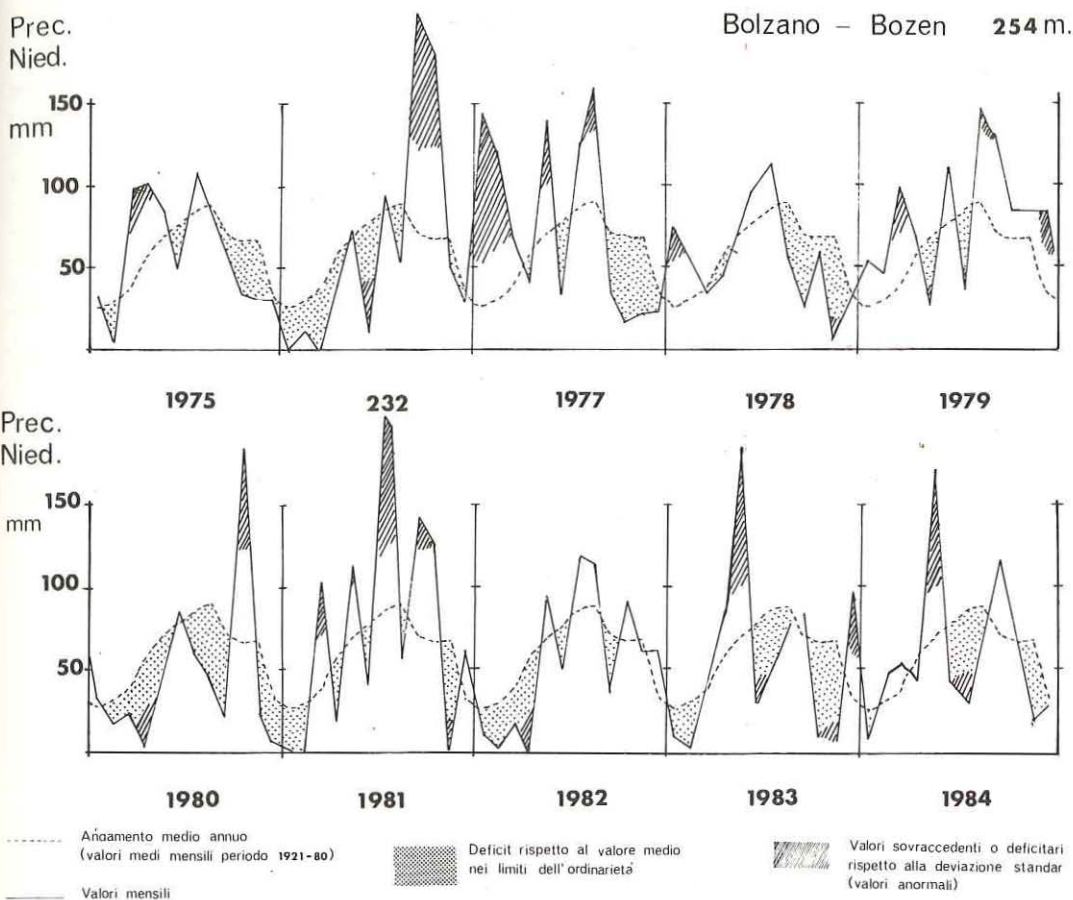 Prec.
Nied.
Bolzano – Bozen 254 m.
150
mm
100
50
1975
232
1977
1978
1979
Prec.
Nied.
150
mm
100
50
1980
1981
1982
1983
1984
Andamento medio annuo
(valori medi mensili periodo 1921-80)
Valori mensili
Deficit rispetto al valore medio
nei limiti dell'ordinarietà
Valori sovraccedenti o deficitari
rispetto alla deviazione standar
(valori anormali)